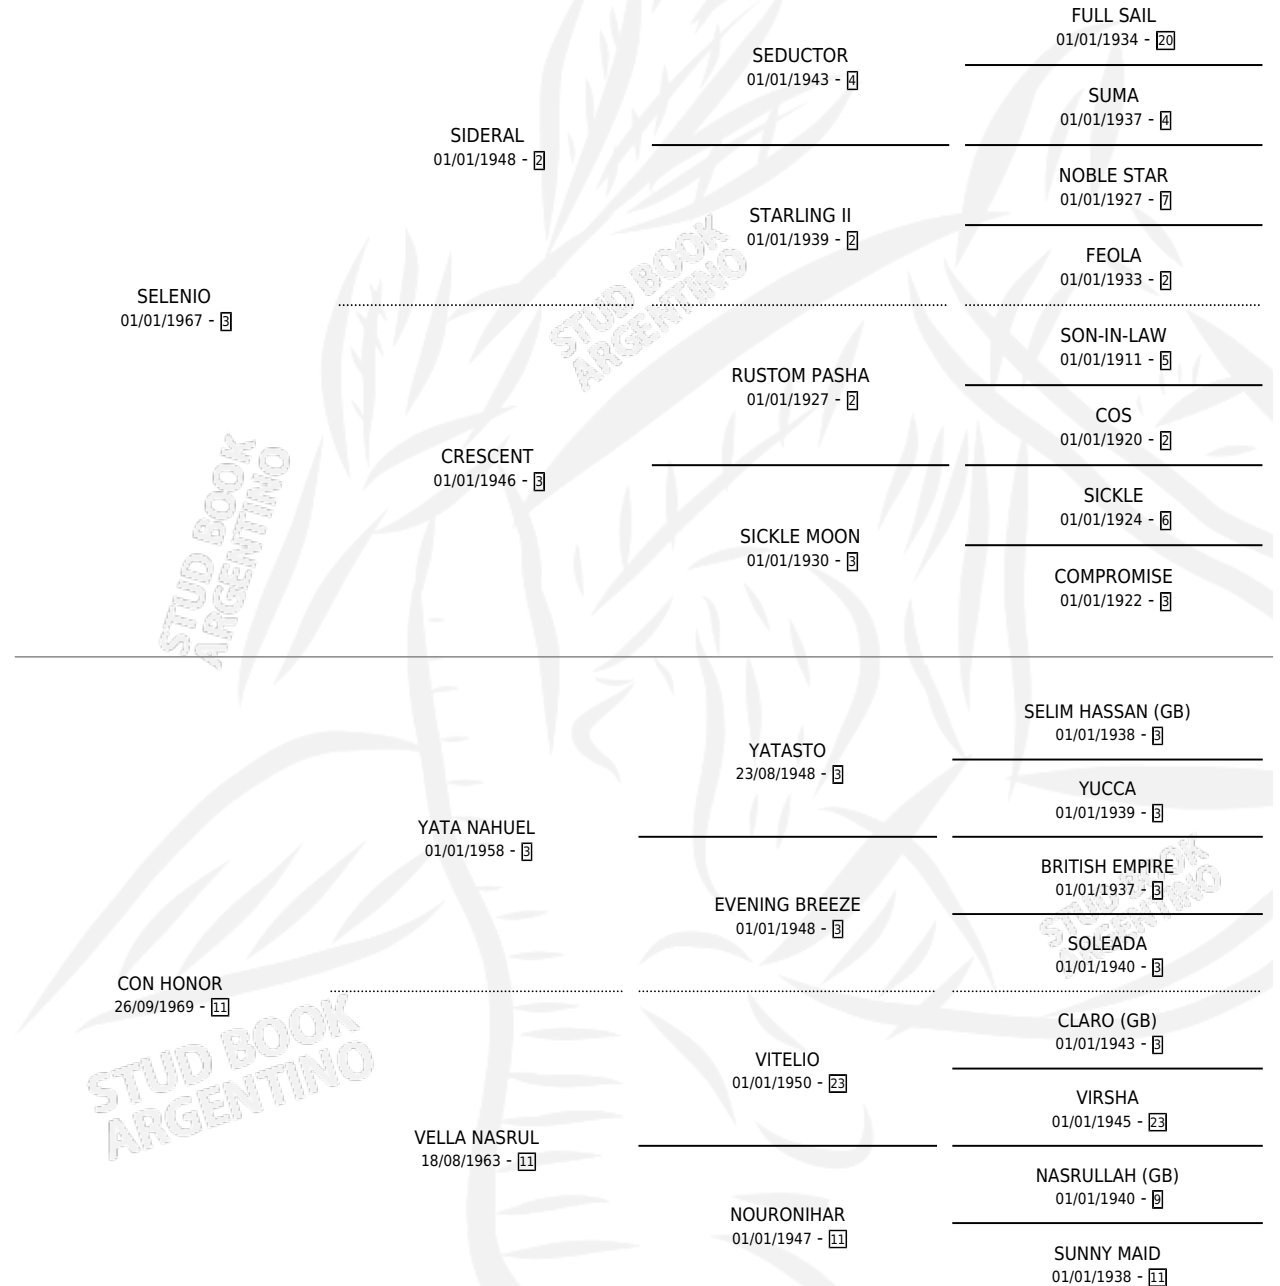 FULL SAIL
01/01/1934 - 20
SEDUCTOR
01/01/1943 - 4
SUMA
01/01/1937 - 4
SIDERAL
01/01/1948 - 2
NOBLE STAR
01/01/1927 - 7
STARLING II
01/01/1939 - 2
FEOLA
01/01/1933 - 2
SELENIO
01/01/1967 - 3
SON-IN-LAW
01/01/1911 - 5
RUSTOM PASHA
01/01/1927 - 2
COS
01/01/1920 - 2
CRESCENT
01/01/1946 - 3
SICKLE
01/01/1924 - 6
SICKLE MOON
01/01/1930 - 3
COMPROMISE
01/01/1922 - 3
SELIM HASSAN (GB)
01/01/1938 - 3
YATASTO
23/08/1948 - 3
YUCCA
01/01/1939 - 3
YATA NAHUEL
01/01/1958 - 3
BRITISH EMPIRE
01/01/1937 - 3
EVENING BREEZE
01/01/1948 - 3
SOLEADA
01/01/1940 - 3
CON HONOR
26/09/1969 - 11
CLARO (GB)
01/01/1943 - 3
VITELIO
01/01/1950 - 23
VIRSHA
01/01/1945 - 23
VELLA NASRUL
18/08/1963 - 11
NASRULLAH (GB)
01/01/1940 - 9
NOURONIHAR
01/01/1947 - 11
SUNNY MAID
01/01/1938 - 11
STUD BOOK
ARGENTINO
STUD BOOK
ARGENTINO
STUD BOOK
ARGENTINO
STUD BOOK
ARGENTINO